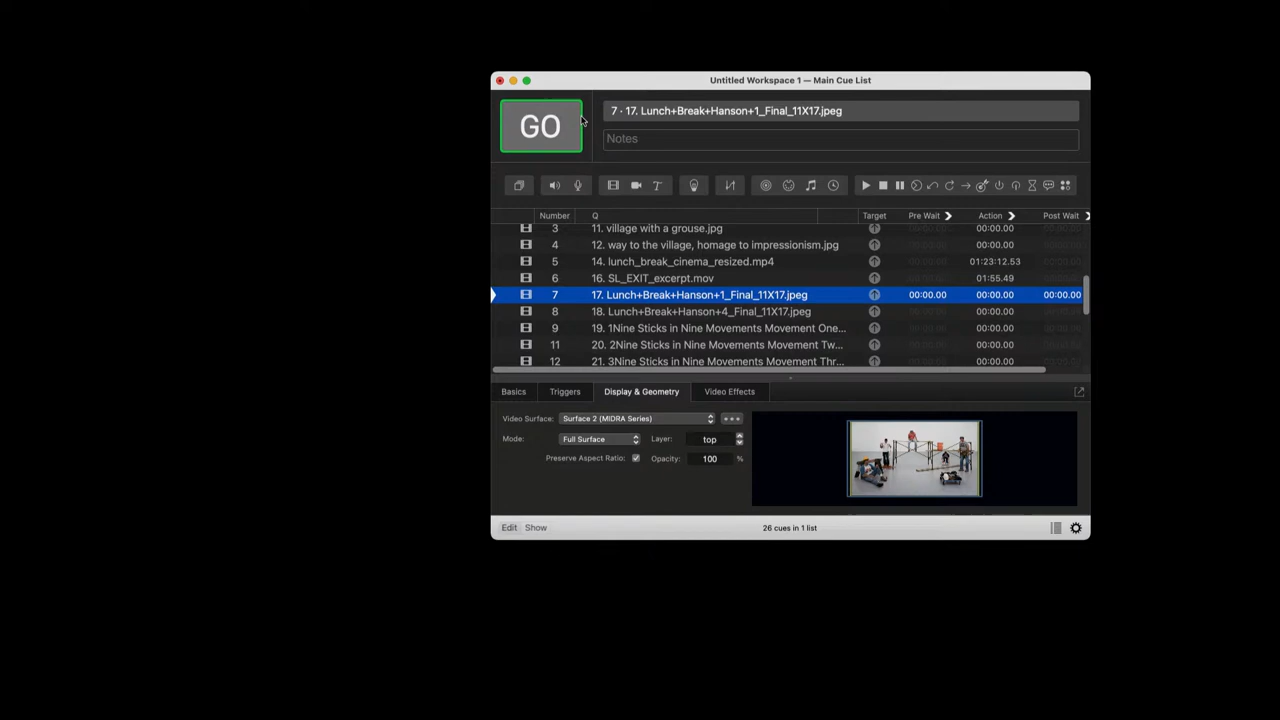 Untitled Workspace 1 — Main Cue List
GO
7 · 17. Lunch+Break+Hanson+1_Final_11X17.jpeg
Notes
Number Q Target Pre Wait Action Post Wait
3 11. village with a grouse.jpg 00:00.00
4 12. way to the village, homage to impressionism.jpg 00:00.00
5 14. lunch_break_cinema_resized.mp4 01:23:12.53
6 16. SL_EXIT_excerpt.mov 01:55.49
7 17. Lunch+Break+Hanson+1_Final_11X17.jpeg 00:00.00 00:00.00 00:00.00
8 18. Lunch+Break+Hanson+4_Final_11X17.jpeg 00:00.00
9 19. 1Nine Sticks in Nine Movements Movement One... 00:00.00
11 20. 2Nine Sticks in Nine Movements Movement Tw... 00:00.00
12 21. 3Nine Sticks in Nine Movements Movement Thr... 00:00.00
Basics Triggers Display & Geometry Video Effects
Video Surface: Surface 2 (MIDRA Series)
Mode: Full Surface Layer: top
Preserve Aspect Ratio: Opacity: 100 %
Edit Show 26 cues in 1 list